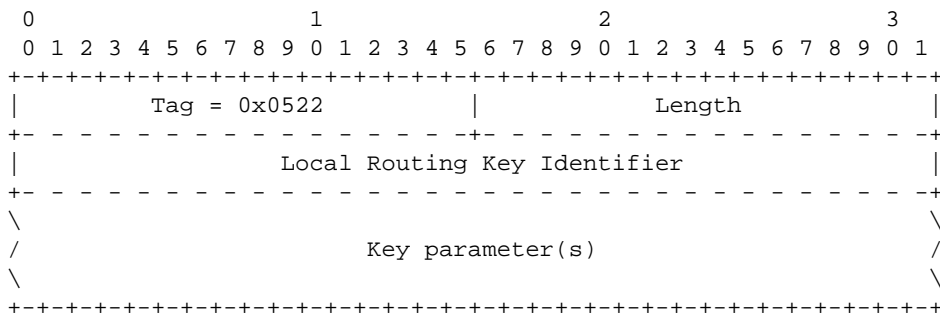 0                   1                   2                   3
 0 1 2 3 4 5 6 7 8 9 0 1 2 3 4 5 6 7 8 9 0 1 2 3 4 5 6 7 8 9 0 1
+-+-+-+-+-+-+-+-+-+-+-+-+-+-+-+-+-+-+-+-+-+-+-+-+-+-+-+-+-+-+-+-+
|         Tag = 0x0522          |            Length             |
+- - - - - - - - - - - - - - - -+- - - - - - - - - - - - - - - -+
|                  Local Routing Key Identifier                 |
+- - - - - - - - - - - - - - - - - - - - - - - - - - - - - - - -+
\                                                               \
/                        Key parameter(s)                       /
\                                                               \
+-+-+-+-+-+-+-+-+-+-+-+-+-+-+-+-+-+-+-+-+-+-+-+-+-+-+-+-+-+-+-+-+